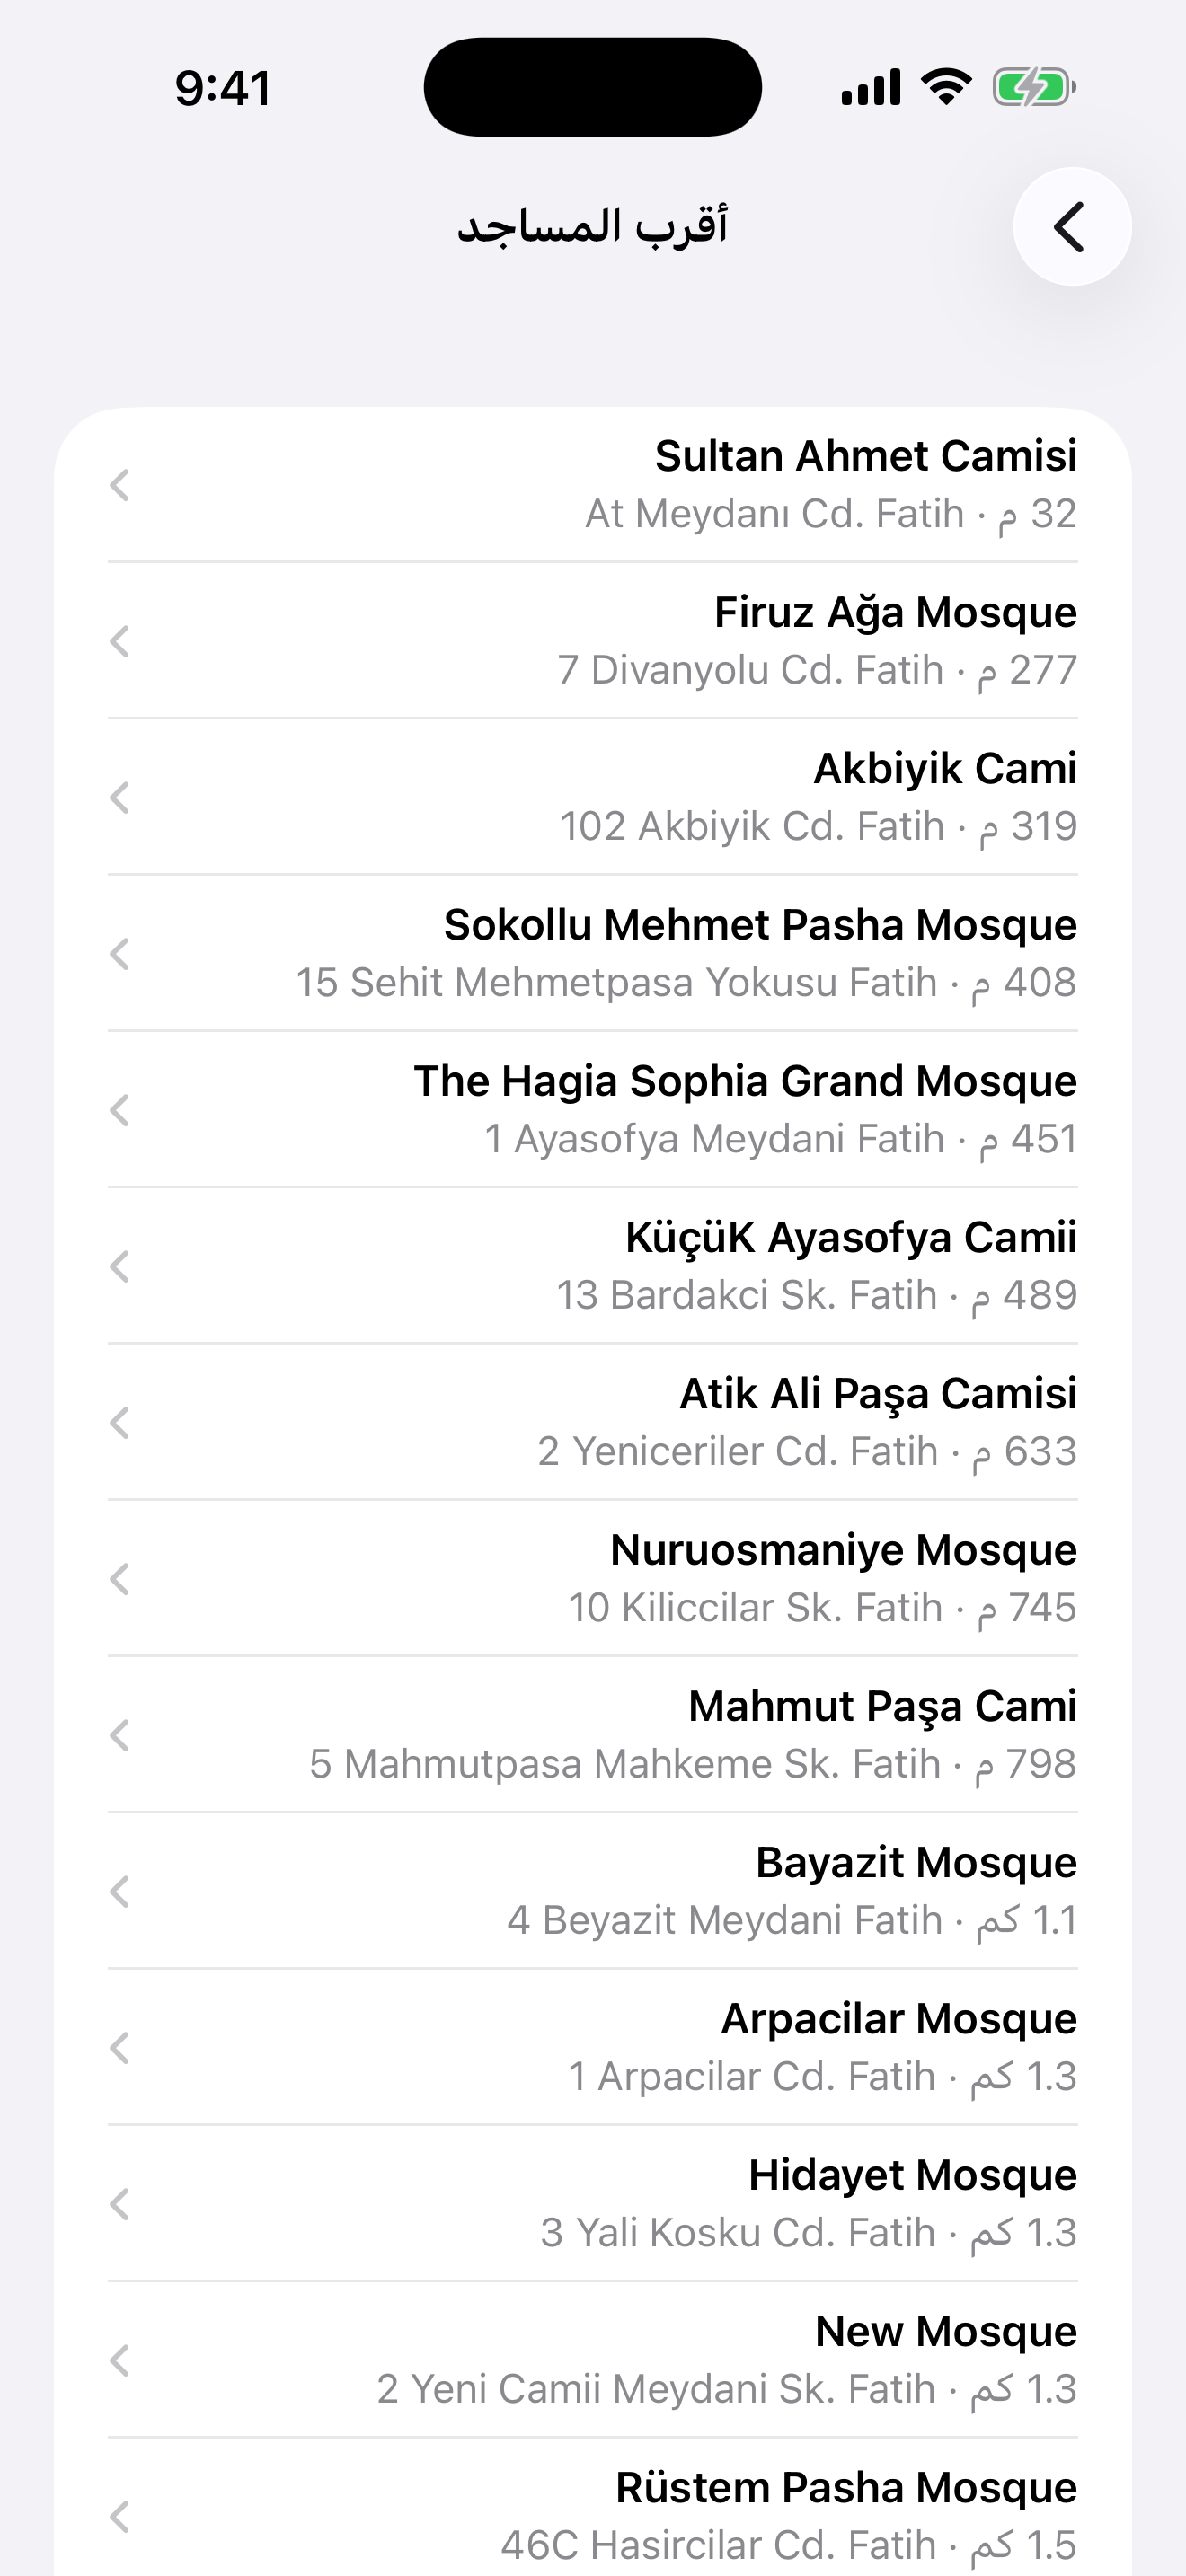 9:41
أقرب المساجد
Sultan Ahmet Camisi
32 م · At Meydanı Cd. Fatih
Firuz Ağa Mosque
277 م · 7 Divanyolu Cd. Fatih
Akbiyik Cami
319 م · 102 Akbiyik Cd. Fatih
Sokollu Mehmet Pasha Mosque
408 م · 15 Sehit Mehmetpasa Yokusu Fatih
The Hagia Sophia Grand Mosque
451 م · 1 Ayasofya Meydani Fatih
KüçüK Ayasofya Camii
489 م · 13 Bardakci Sk. Fatih
Atik Ali Paşa Camisi
633 م · 2 Yeniceriler Cd. Fatih
Nuruosmaniye Mosque
745 م · 10 Kiliccilar Sk. Fatih
Mahmut Paşa Cami
798 م · 5 Mahmutpasa Mahkeme Sk. Fatih
Bayazit Mosque
1.1 كم · 4 Beyazit Meydani Fatih
Arpacilar Mosque
1.3 كم · 1 Arpacilar Cd. Fatih
Hidayet Mosque
1.3 كم · 3 Yali Kosku Cd. Fatih
New Mosque
1.3 كم · 2 Yeni Camii Meydani Sk. Fatih
Rüstem Pasha Mosque
1.5 كم · 46C Hasircilar Cd. Fatih